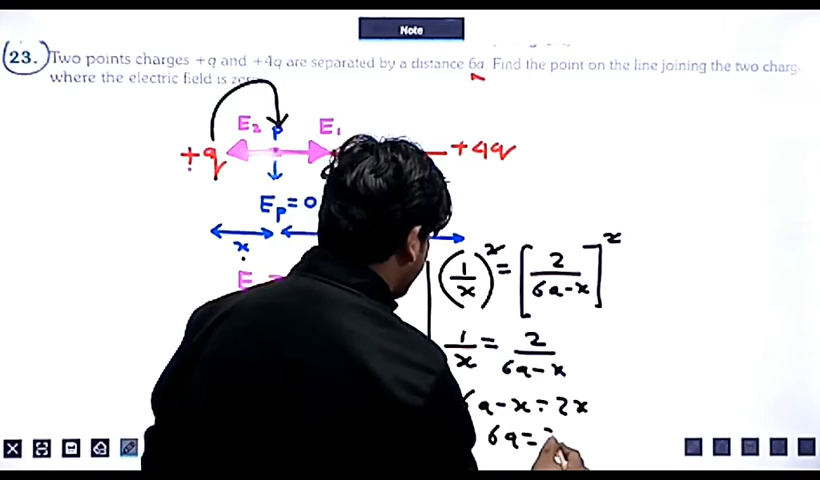 Note
23. Two points charges +q and +4q are separated by a distance 6a. Find the point on the line joining the two charg
where the electric field is ze
E₂ P E₁
+q +4q
Eₚ=0
x
E =
(1/x)² = [2/(6a-x)]²
1/x = 2/(6a-x)
6a-x=2x
6a=